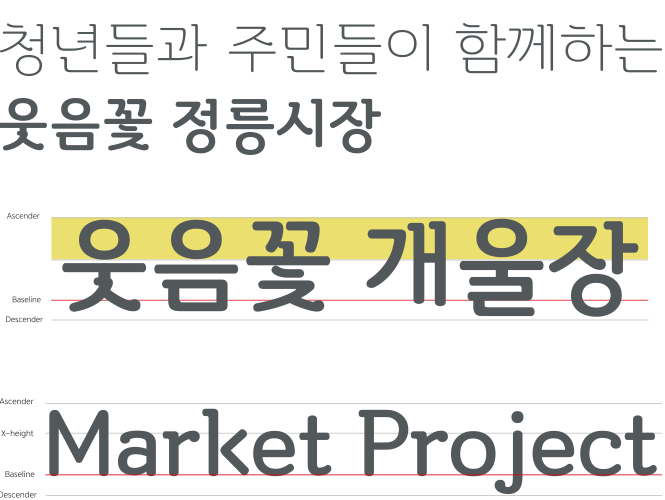 청년들과 주민들이 함께하는
웃음꽃 정릉시장
Ascender
웃음꽃 개울장
Baseline
Descender
Ascender
X-height
Market Project
Baseline
Descender